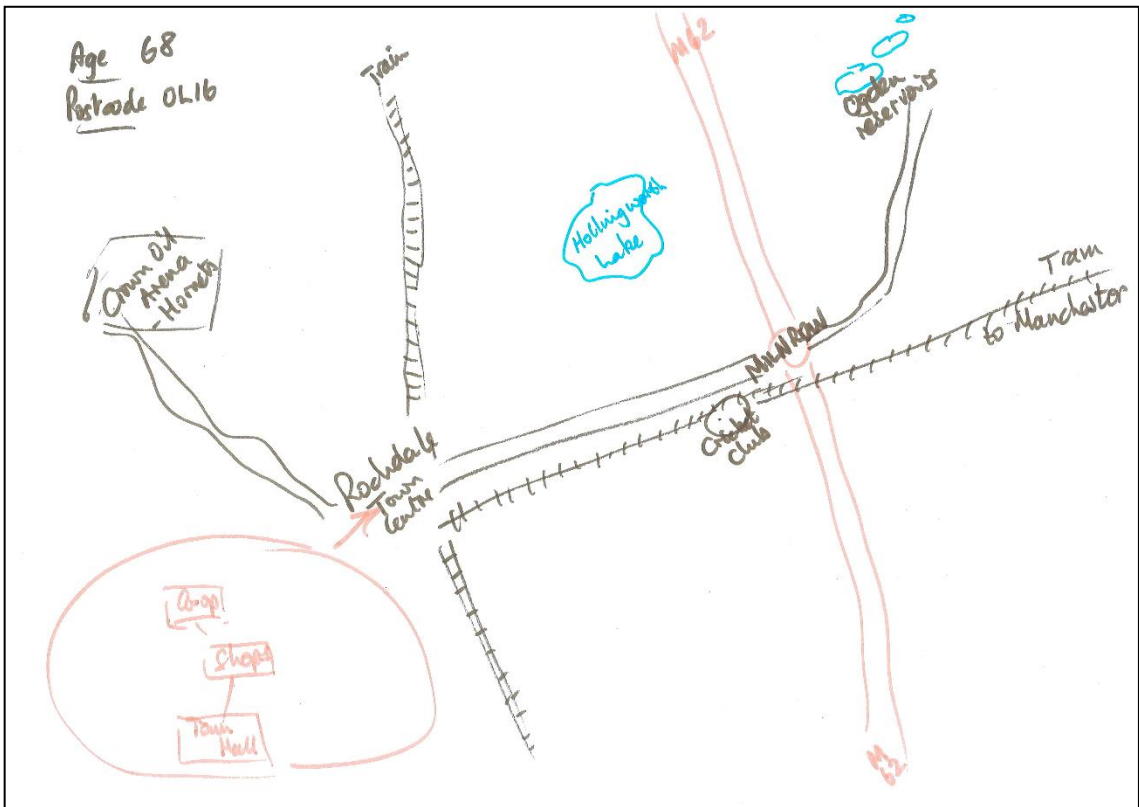 Age 68
Postcode OL16
Train
M62
Ogden
reservoirs
Hollingworth
Lake
Crown Oil
Arena
- Hornets
Tram
to Manchester
MILNROW
Cricket
Club
Rochdale
Town
Centre
Co-op
Shops
Town
Hall
M
62